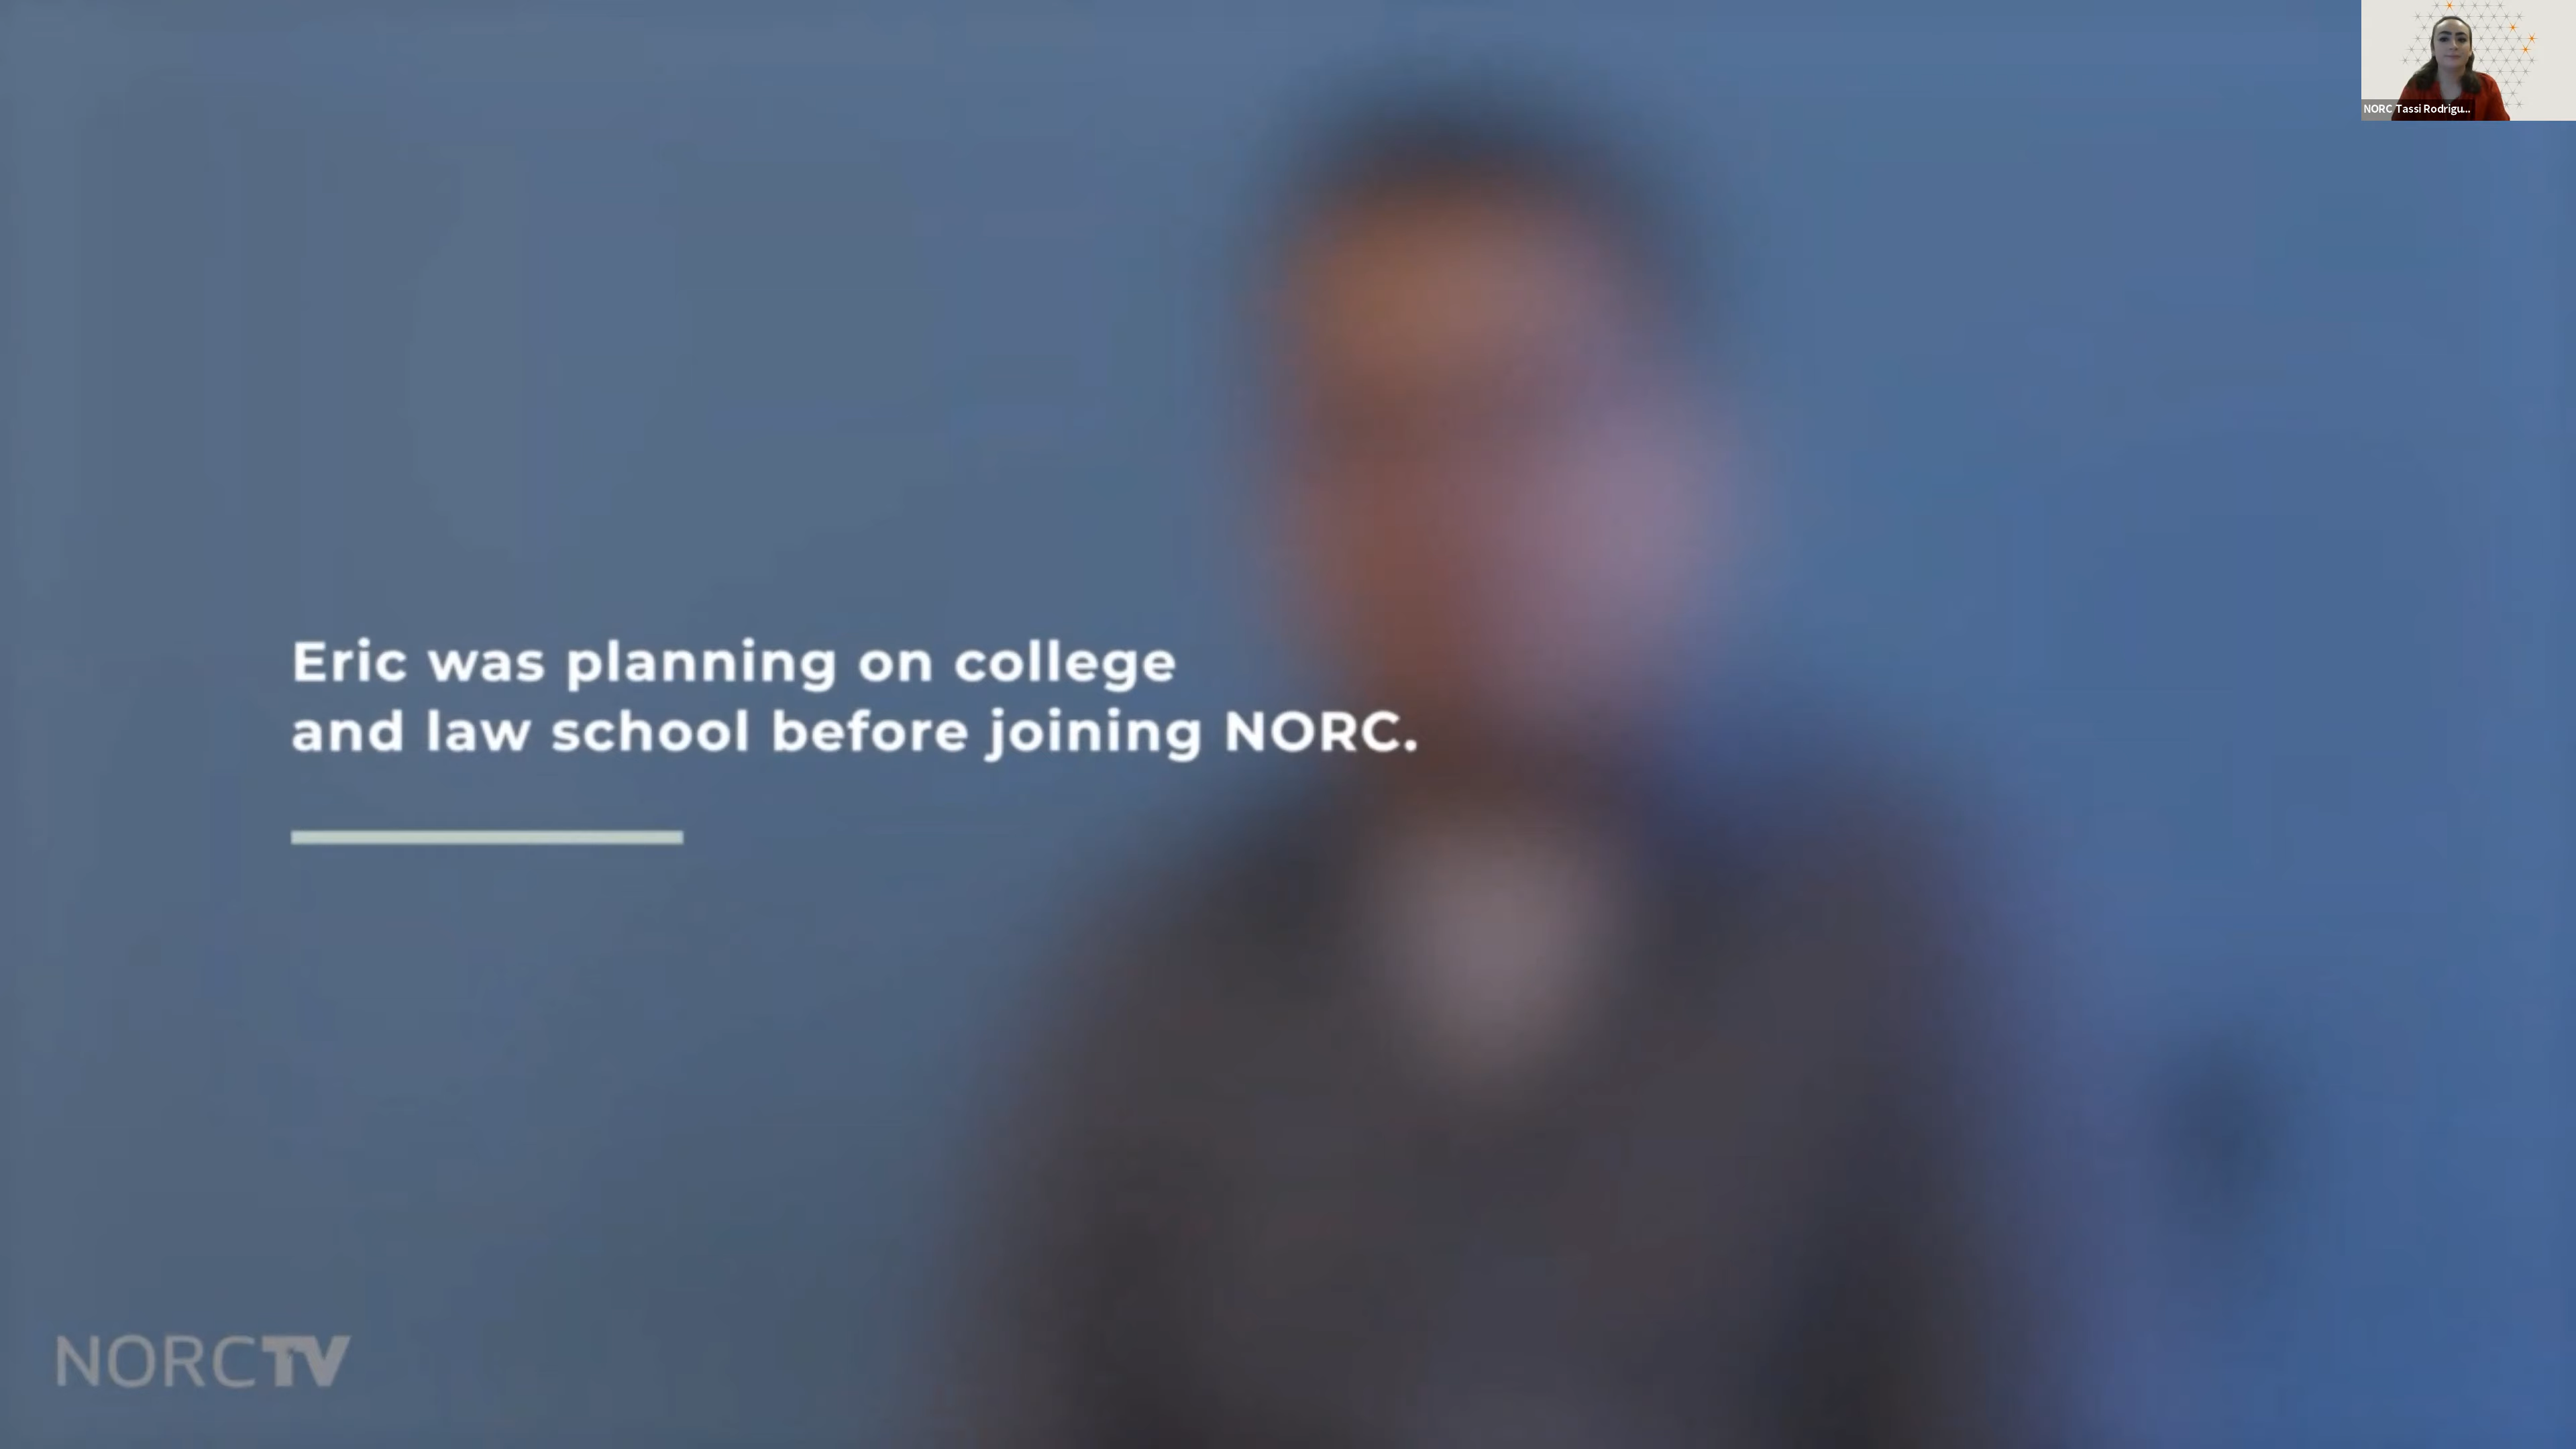 NORC Tassi Rodrigu...
Eric was planning on college
and law school before joining NORC.
NORCTV